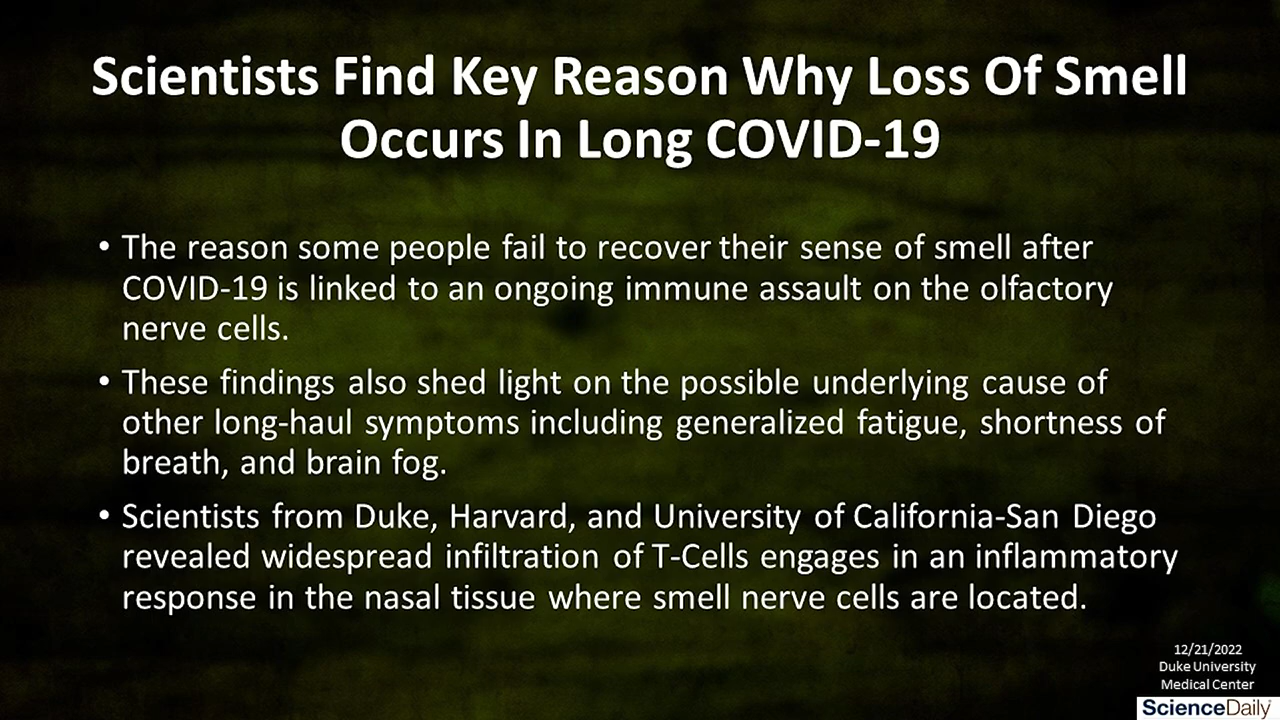 Scientists Find Key Reason Why Loss Of Smell
Occurs In Long COVID-19
• The reason some people fail to recover their sense of smell after
COVID-19 is linked to an ongoing immune assault on the olfactory
nerve cells.
• These findings also shed light on the possible underlying cause of
other long-haul symptoms including generalized fatigue, shortness of
breath, and brain fog.
• Scientists from Duke, Harvard, and University of California-San Diego
revealed widespread infiltration of T-Cells engages in an inflammatory
response in the nasal tissue where smell nerve cells are located.
12/21/2022
Duke University
Medical Center
ScienceDaily